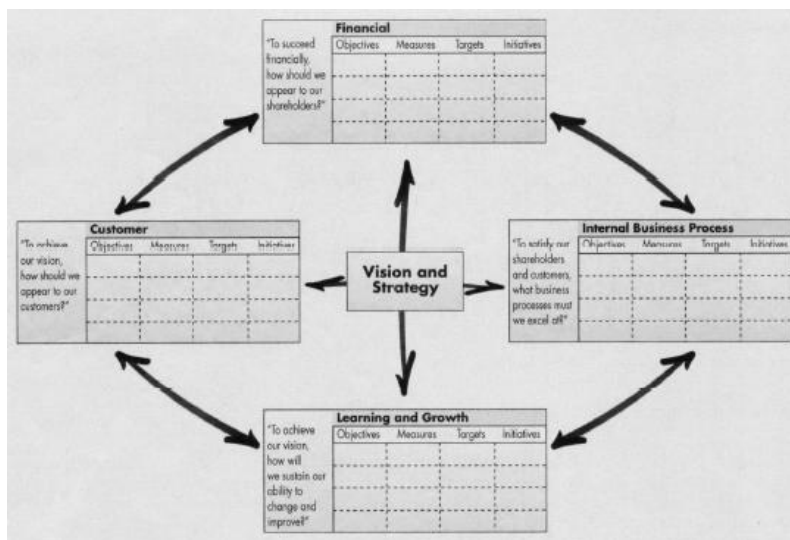 Financial
"To succeed
financially,
how should we
appear to our
shareholders?"
Objectives Measures Targets Initiatives
Customer
"To achieve
our vision,
how should we
appear to our
customers?"
Objectives Measures Targets Initiatives
Vision and
Strategy
Internal Business Process
"To satisfy our
shareholders
and customers,
what business
processes must
we excel at?"
Objectives Measures Targets Initiatives
Learning and Growth
"To achieve
our vision,
how will
we sustain our
ability to
change and
improve?"
Objectives Measures Targets Initiatives